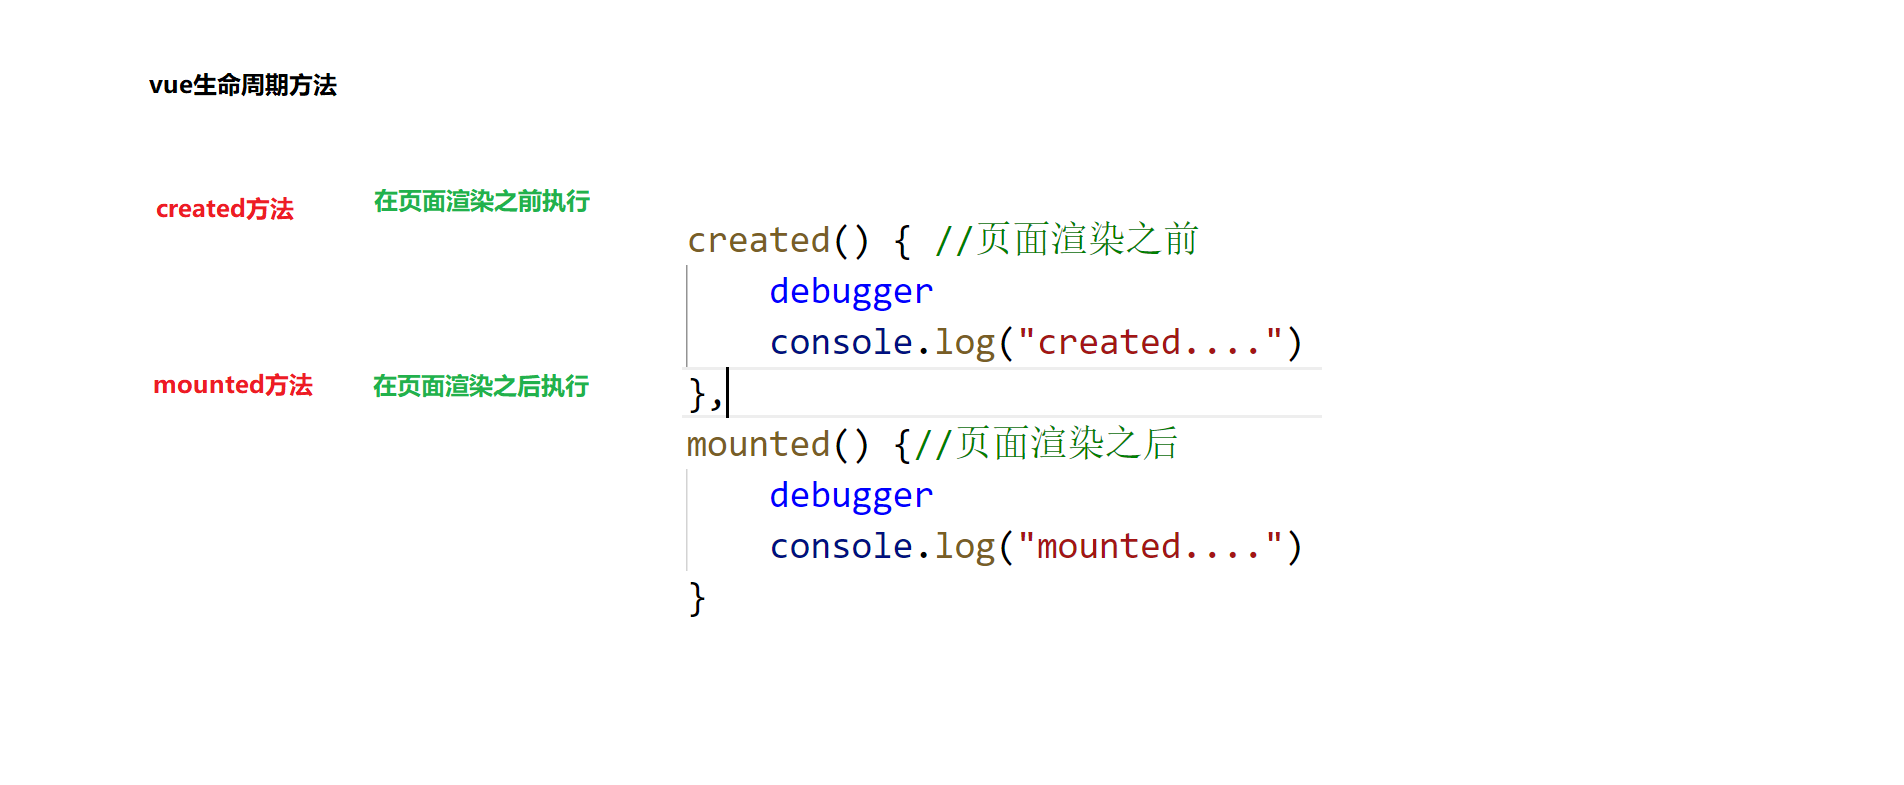 vue生命周期方法
created方法
在页面渲染之前执行
created() { //页面渲染之前
debugger
console.log("created....")
},
mounted方法
在页面渲染之后执行
mounted() {//页面渲染之后
debugger
console.log("mounted....")
}